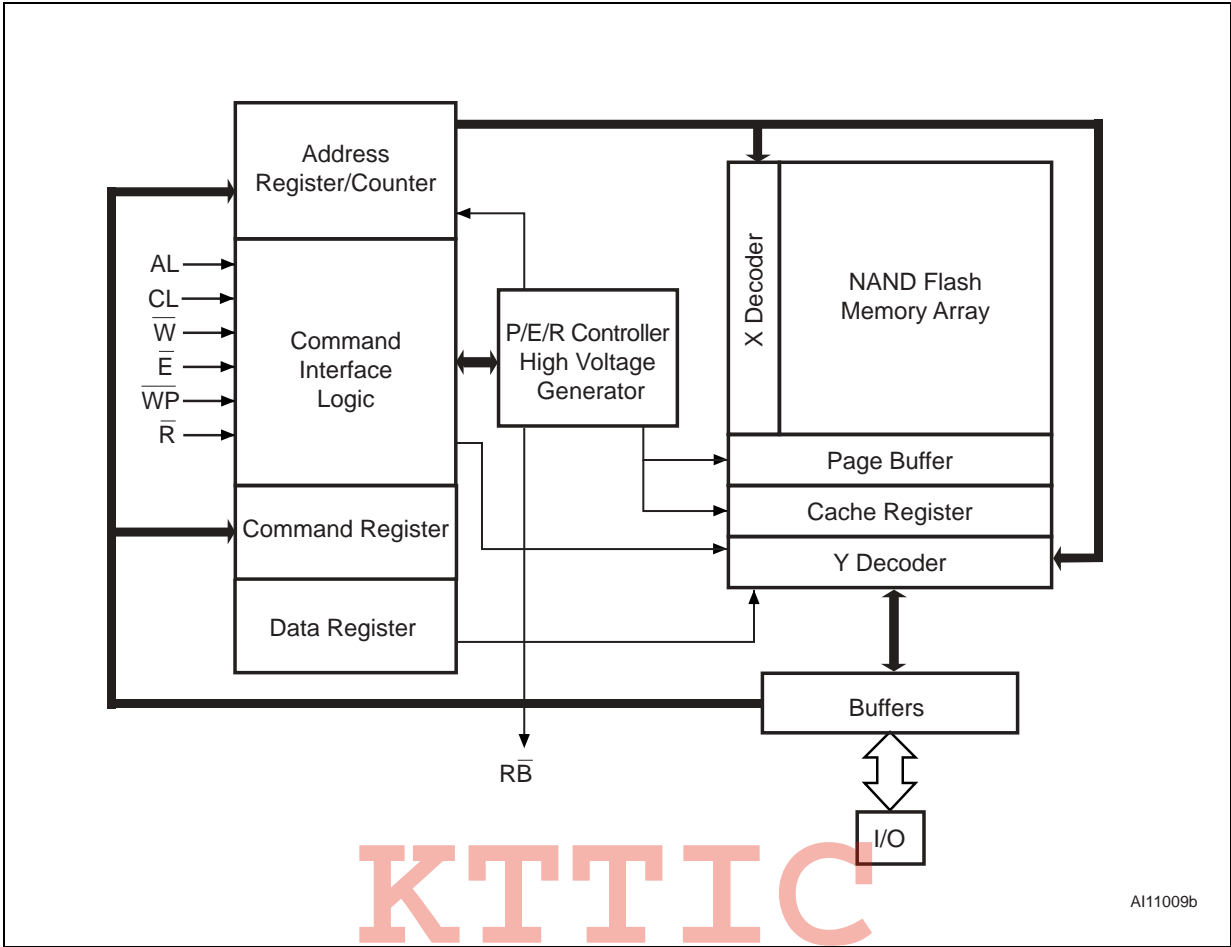 Address
Register/Counter
AL
CL
W̅
E̅
W̅P̅
R̅
Command
Interface
Logic
P/E/R Controller
High Voltage
Generator
X Decoder
NAND Flash
Memory Array
Page Buffer
Cache Register
Y Decoder
Command Register
Data Register
Buffers
RB̅
I/O
KTTIC
AI11009b